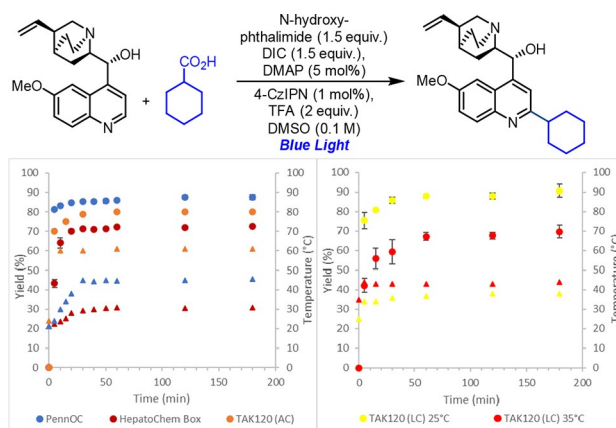 N-hydroxy-
phthalimide (1.5 equiv.)
DIC (1.5 equiv.),
DMAP (5 mol%)
4-CzIPN (1 mol%),
TFA (2 equiv.)
DMSO (0.1 M)
Blue Light
OH
N
MeO
N
+
CO2H
N
OH
MeO
N
100
90
80
70
60
50
40
30
20
10
0
Yield (%)
100
90
80
70
60
50
40
30
20
10
0
Temperature (°C)
0
50
100
150
200
Time (min)
PennOC
HepatoChem Box
TAK120 (AC)
100
90
80
70
60
50
40
30
20
10
0
Yield (%)
100
90
80
70
60
50
40
30
20
10
0
Temperature (°C)
0
50
100
150
200
Time (min)
TAK120 (LC) 25°C
TAK120 (LC) 35°C